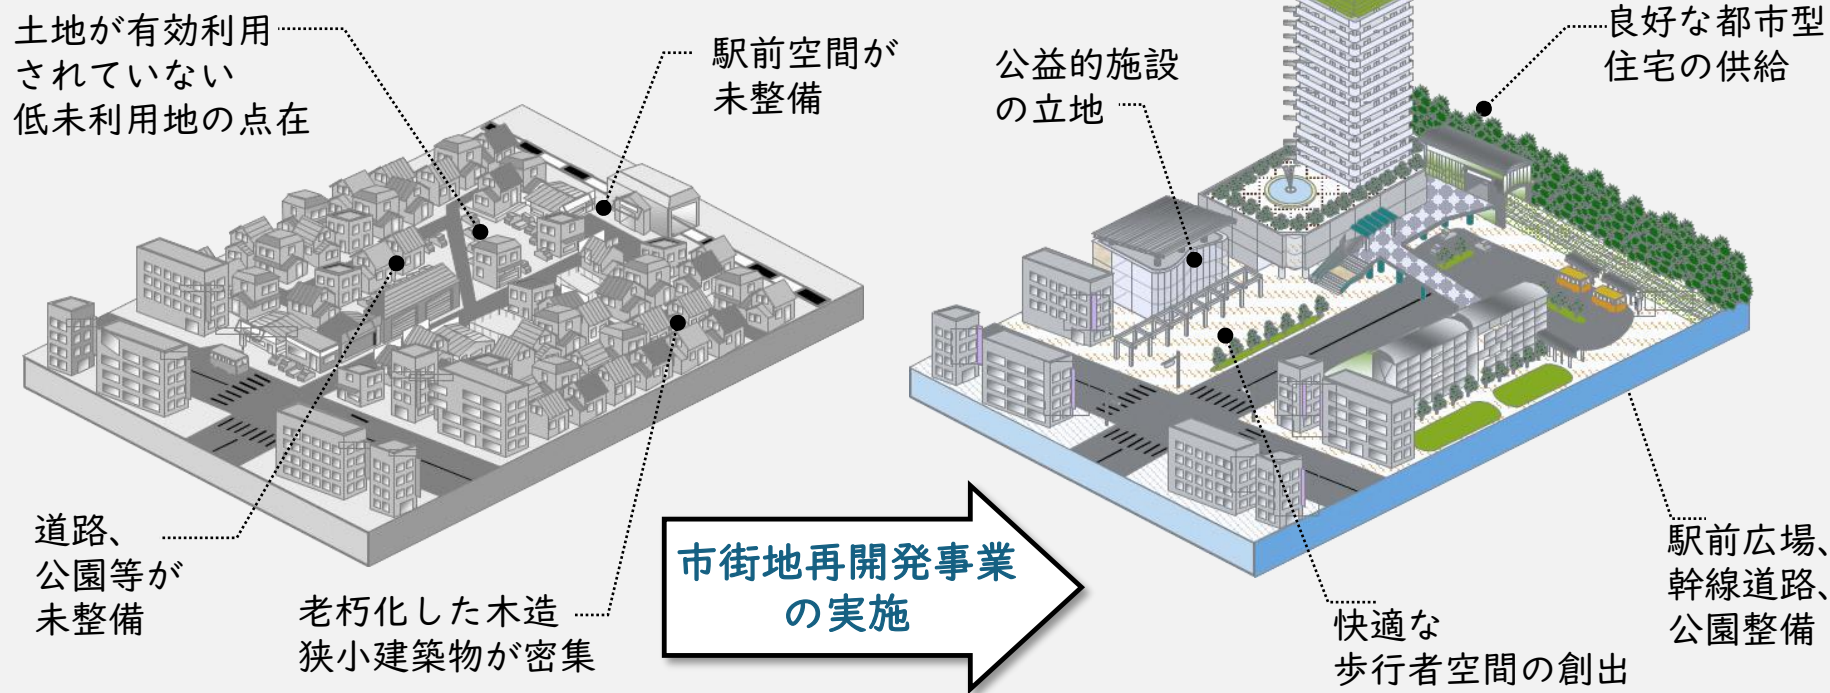 土地が有効利用
されていない
低未利用地の点在
駅前空間が
未整備
道路、
公園等が
未整備
老朽化した木造
狭小建築物が密集
市街地再開発事業
の実施
公益的施設
の立地
良好な都市型
住宅の供給
快適な
歩行者空間の創出
駅前広場、
幹線道路、
公園整備